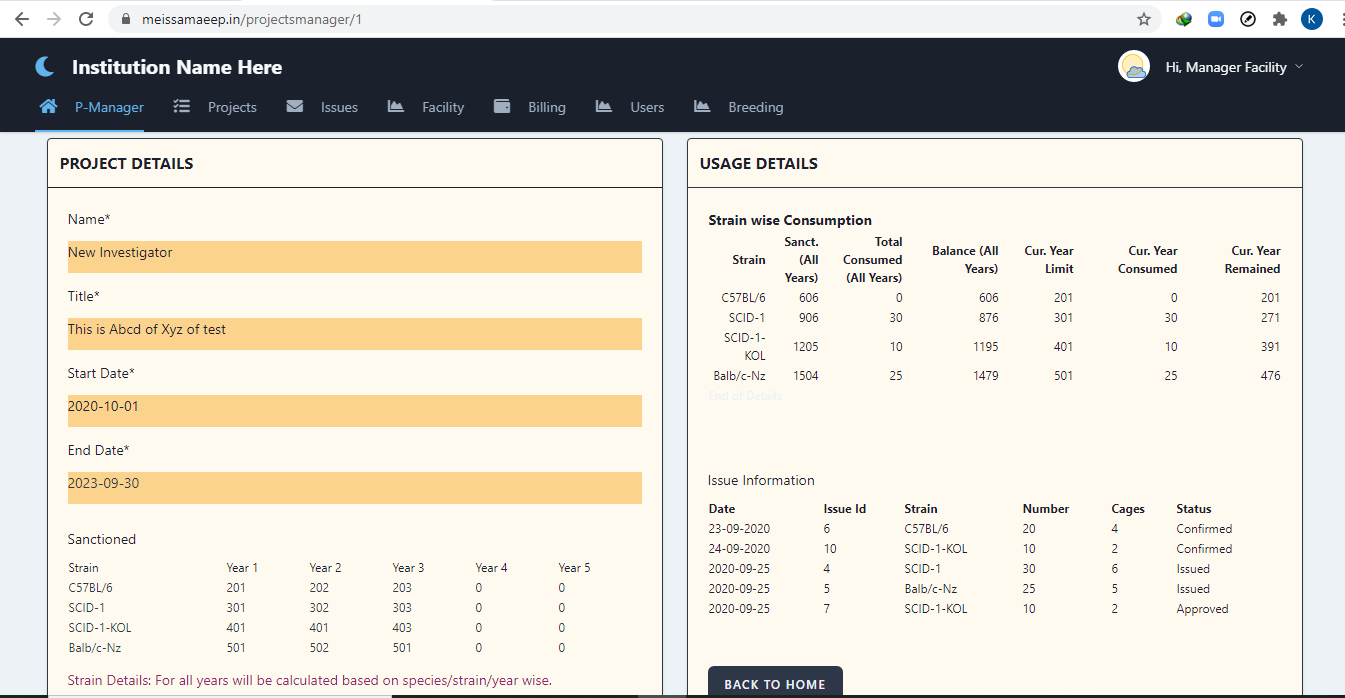 meissamaeep.in/projectsmanager/1
K
Institution Name Here
Hi, Manager Facility
P-Manager Projects Issues Facility Billing Users Breeding
PROJECT DETAILS
Name*
New Investigator
Title*
This is Abcd of Xyz of test
Start Date*
2020-10-01
End Date*
2023-09-30
Sanctioned
Strain Year 1 Year 2 Year 3 Year 4 Year 5
C57BL/6 201 202 203 0 0
SCID-1 301 302 303 0 0
SCID-1-KOL 401 401 403 0 0
Balb/c-Nz 501 502 501 0 0
Strain Details: For all years will be calculated based on species/strain/year wise.
USAGE DETAILS
Strain wise Consumption
Strain Sanct. (All Years) Total Consumed (All Years) Balance (All Years) Cur. Year Limit Cur. Year Consumed Cur. Year Remained
C57BL/6 606 0 606 201 0 201
SCID-1 906 30 876 301 30 271
SCID-1-KOL 1205 10 1195 401 10 391
Balb/c-Nz 1504 25 1479 501 25 476
End of Details
Issue Information
Date Issue Id Strain Number Cages Status
23-09-2020 6 C57BL/6 20 4 Confirmed
24-09-2020 10 SCID-1-KOL 10 2 Confirmed
2020-09-25 4 SCID-1 30 6 Issued
2020-09-25 5 Balb/c-Nz 25 5 Issued
2020-09-25 7 SCID-1-KOL 10 2 Approved
BACK TO HOME